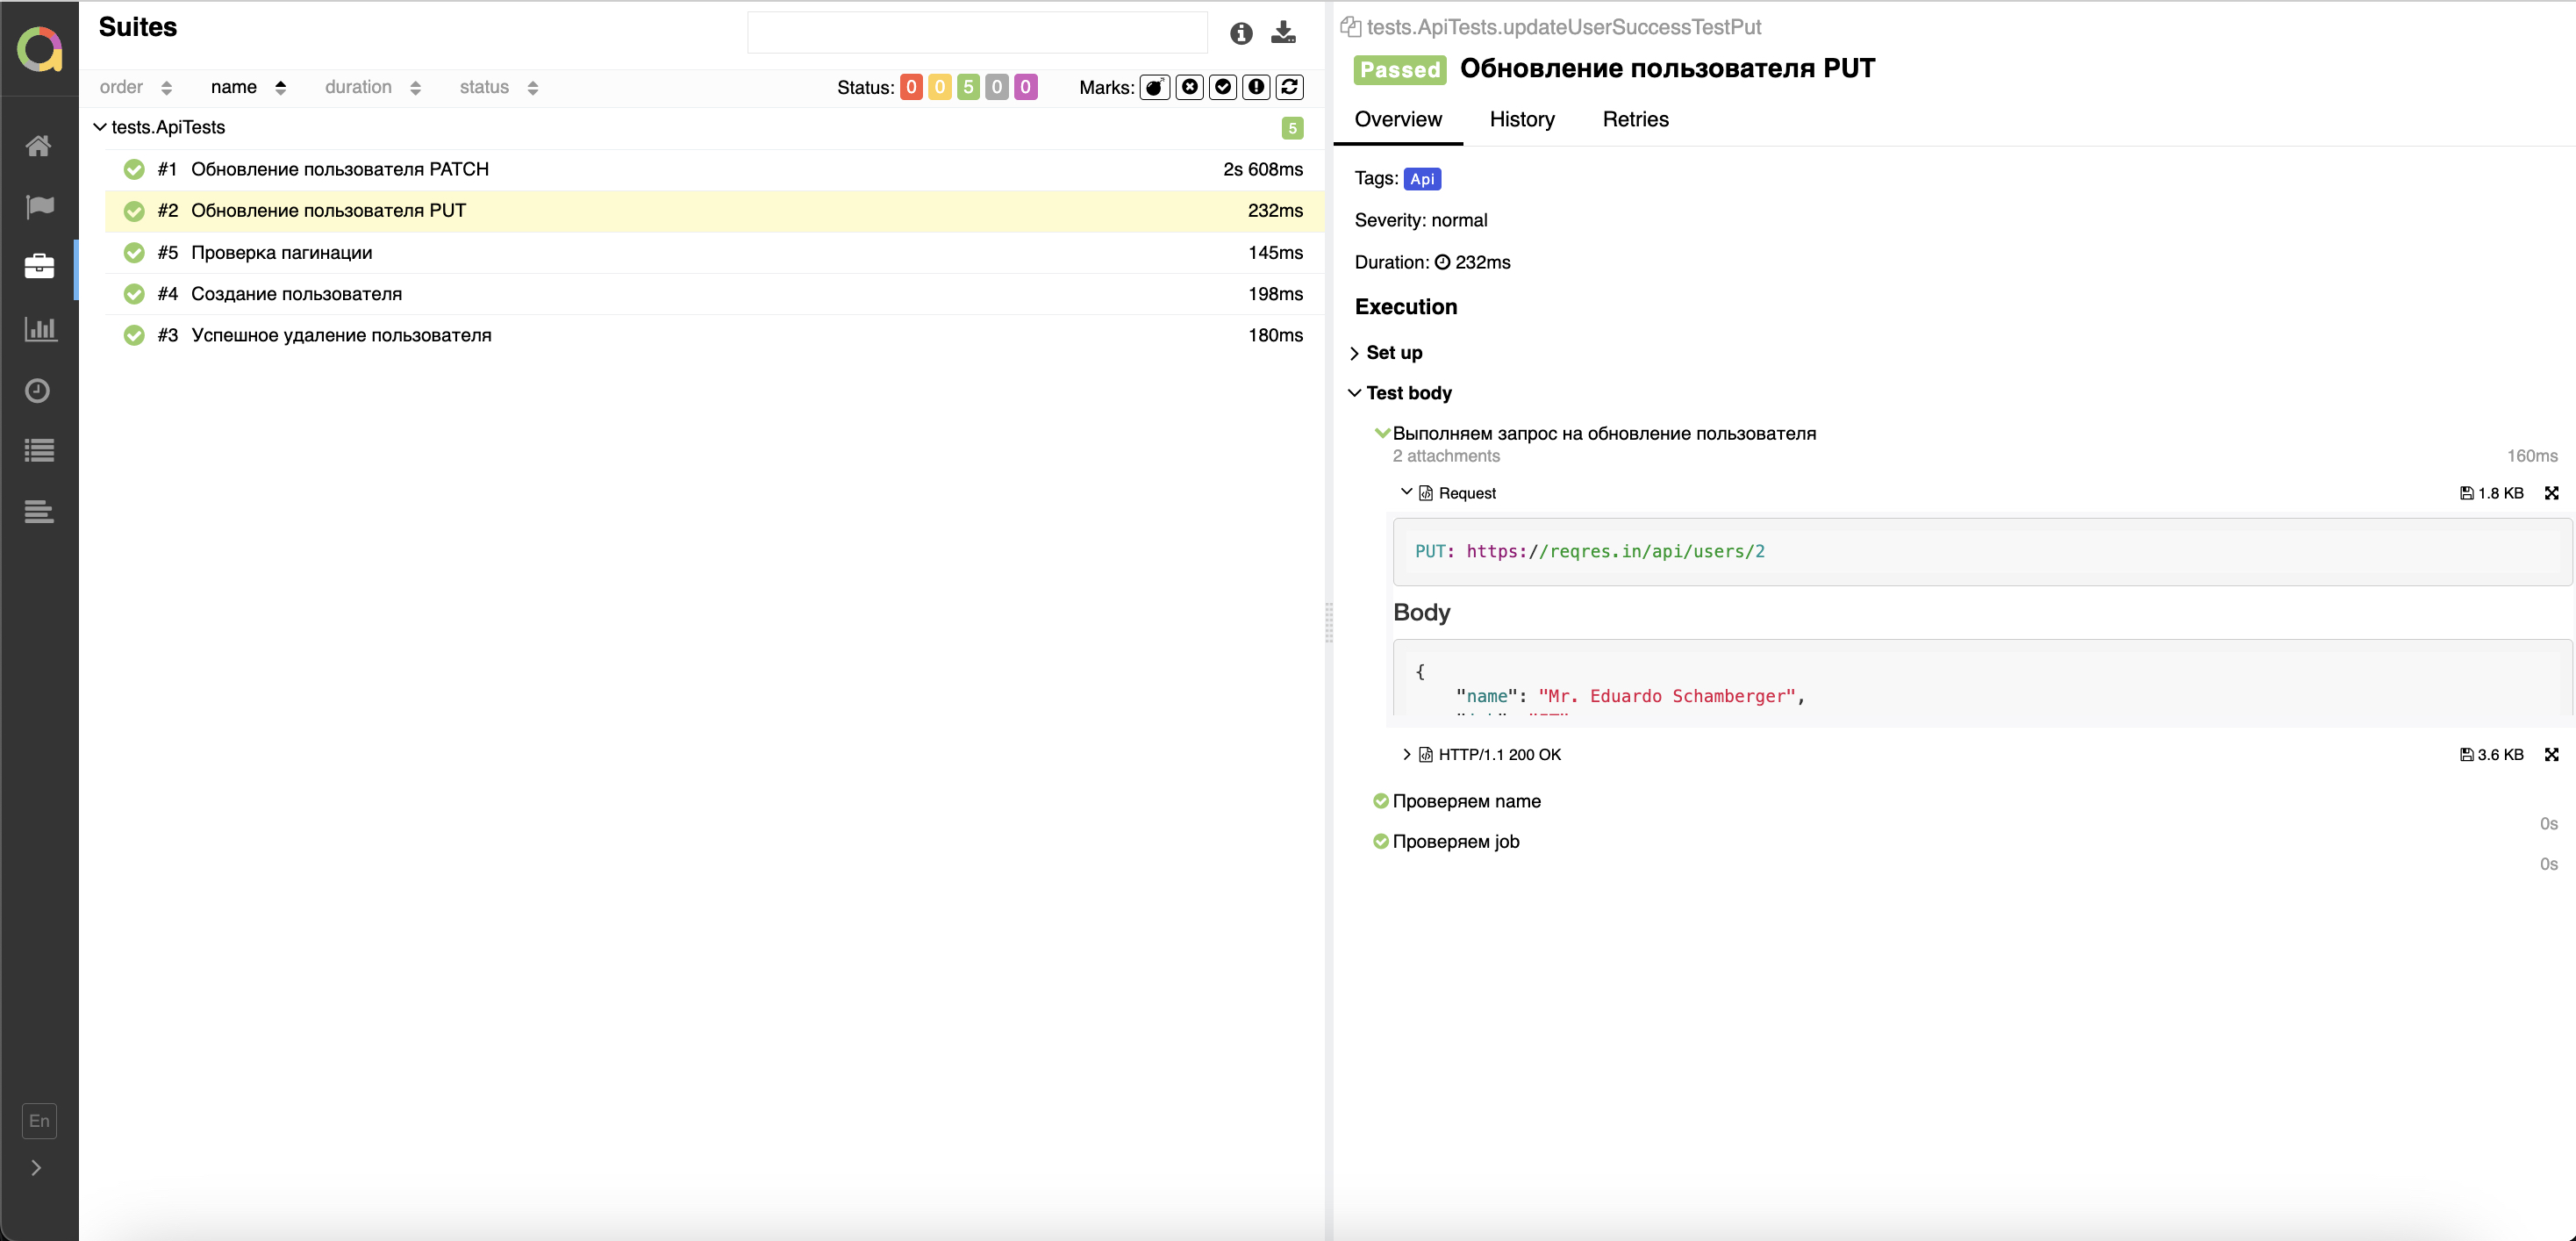 Suites
order name duration status Status: 0 0 5 0 0 Marks:
tests.ApiTests 5
#1 Обновление пользователя PATCH 2s 608ms
#2 Обновление пользователя PUT 232ms
#5 Проверка пагинации 145ms
#4 Создание пользователя 198ms
#3 Успешное удаление пользователя 180ms
En
tests.ApiTests.updateUserSuccessTestPut
Passed Обновление пользователя PUT
Overview History Retries
Tags: Api
Severity: normal
Duration: 232ms
Execution
Set up
Test body
Выполняем запрос на обновление пользователя
2 attachments 160ms
Request 1.8 KB
PUT: https://reqres.in/api/users/2
Body
{
"name": "Mr. Eduardo Schamberger",
HTTP/1.1 200 OK 3.6 KB
Проверяем name
0s
Проверяем job
0s